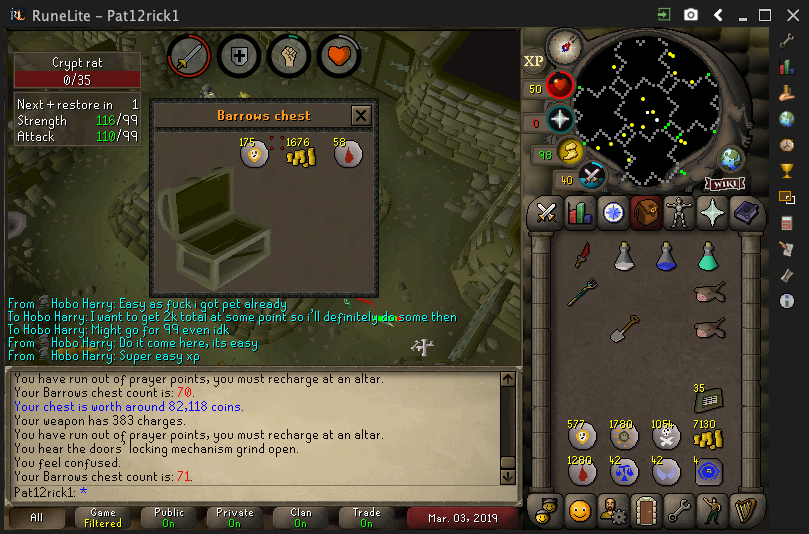 RuneLite – Pat12rick1
Crypt rat
0/35
Next + restore in 1
Strength 116/99
Attack 110/99
Barrows chest
175
1676
58
XP
50
0
98
40
WIKI
From Hobo Harry: Easy as fuck i got pet already
To Hobo Harry: I want to get 2k total at some point so i'll definitely do some then
To Hobo Harry: Might go for 99 even idk
From Hobo Harry: Do it come here, its easy
From Hobo Harry: Super easy xp
You have run out of prayer points, you must recharge at an altar.
Your Barrows chest count is: 70.
Your chest is worth around 82,118 coins.
Your weapon has 383 charges.
You have run out of prayer points, you must recharge at an altar.
You hear the doors' locking mechanism grind open.
You feel confused.
Your Barrows chest count is: 71.
Pat12rick1: *
35
577
1780
1054
7130
1280
42
42
4
All
Game
Filtered
Public
On
Private
On
Clan
On
Trade
On
Mar. 03, 2019